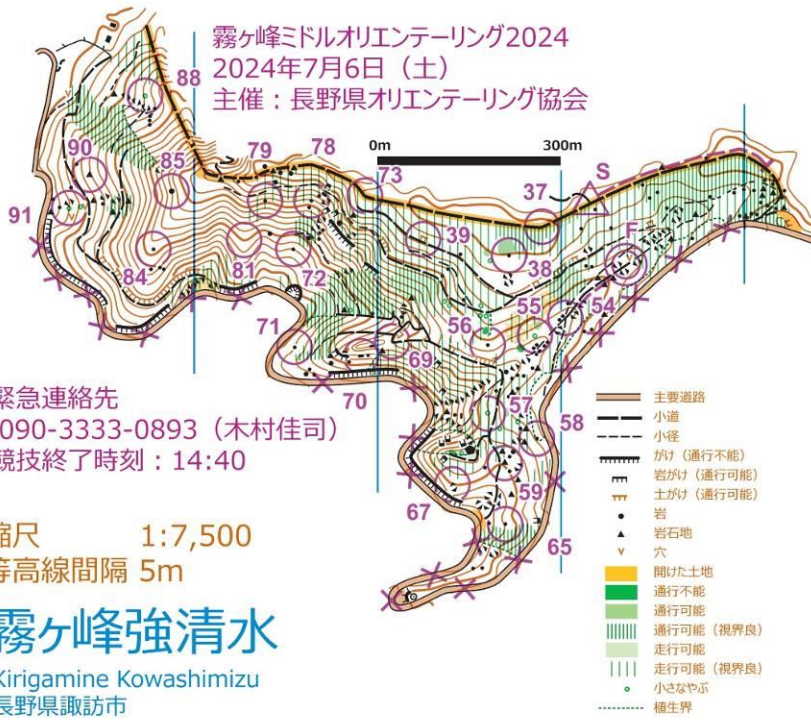 霧ヶ峰ミドルオリエンテーリング2024
2024年7月6日（土）
主催：長野県オリエンテーリング協会
0m
300m
88
79
78
73
37
S
90
85
91
39
38
F
84
81
72
71
56
55
54
69
70
57
58
59
67
65
緊急連絡先
090-3333-0893（木村佳司）
競技終了時刻：14:40
縮尺 1:7,500
等高線間隔 5m
霧ヶ峰強清水
Kirigamine Kowashimizu
長野県諏訪市
主要道路
小道
小径
がけ（通行不能）
岩がけ（通行可能）
土がけ（通行可能）
岩
岩石地
穴
開けた土地
通行不能
通行可能
通行可能（視界良）
走行可能
走行可能（視界良）
小さなやぶ
植生界